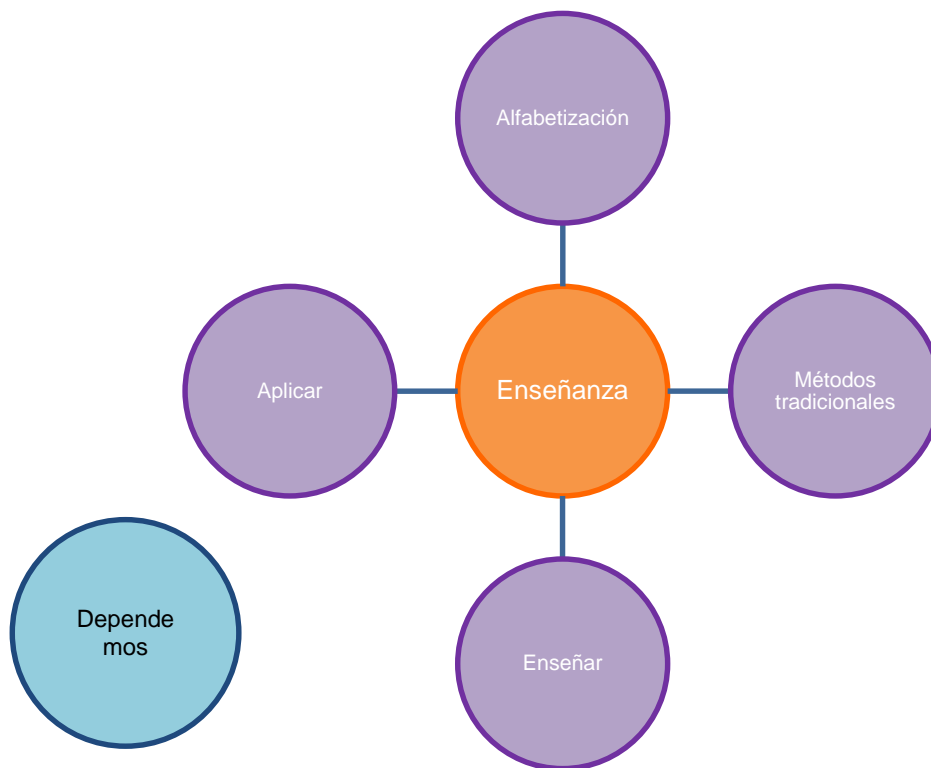 Alfabetización
Aplicar
Enseñanza
Métodos
tradicionales
Depende
mos
Enseñar